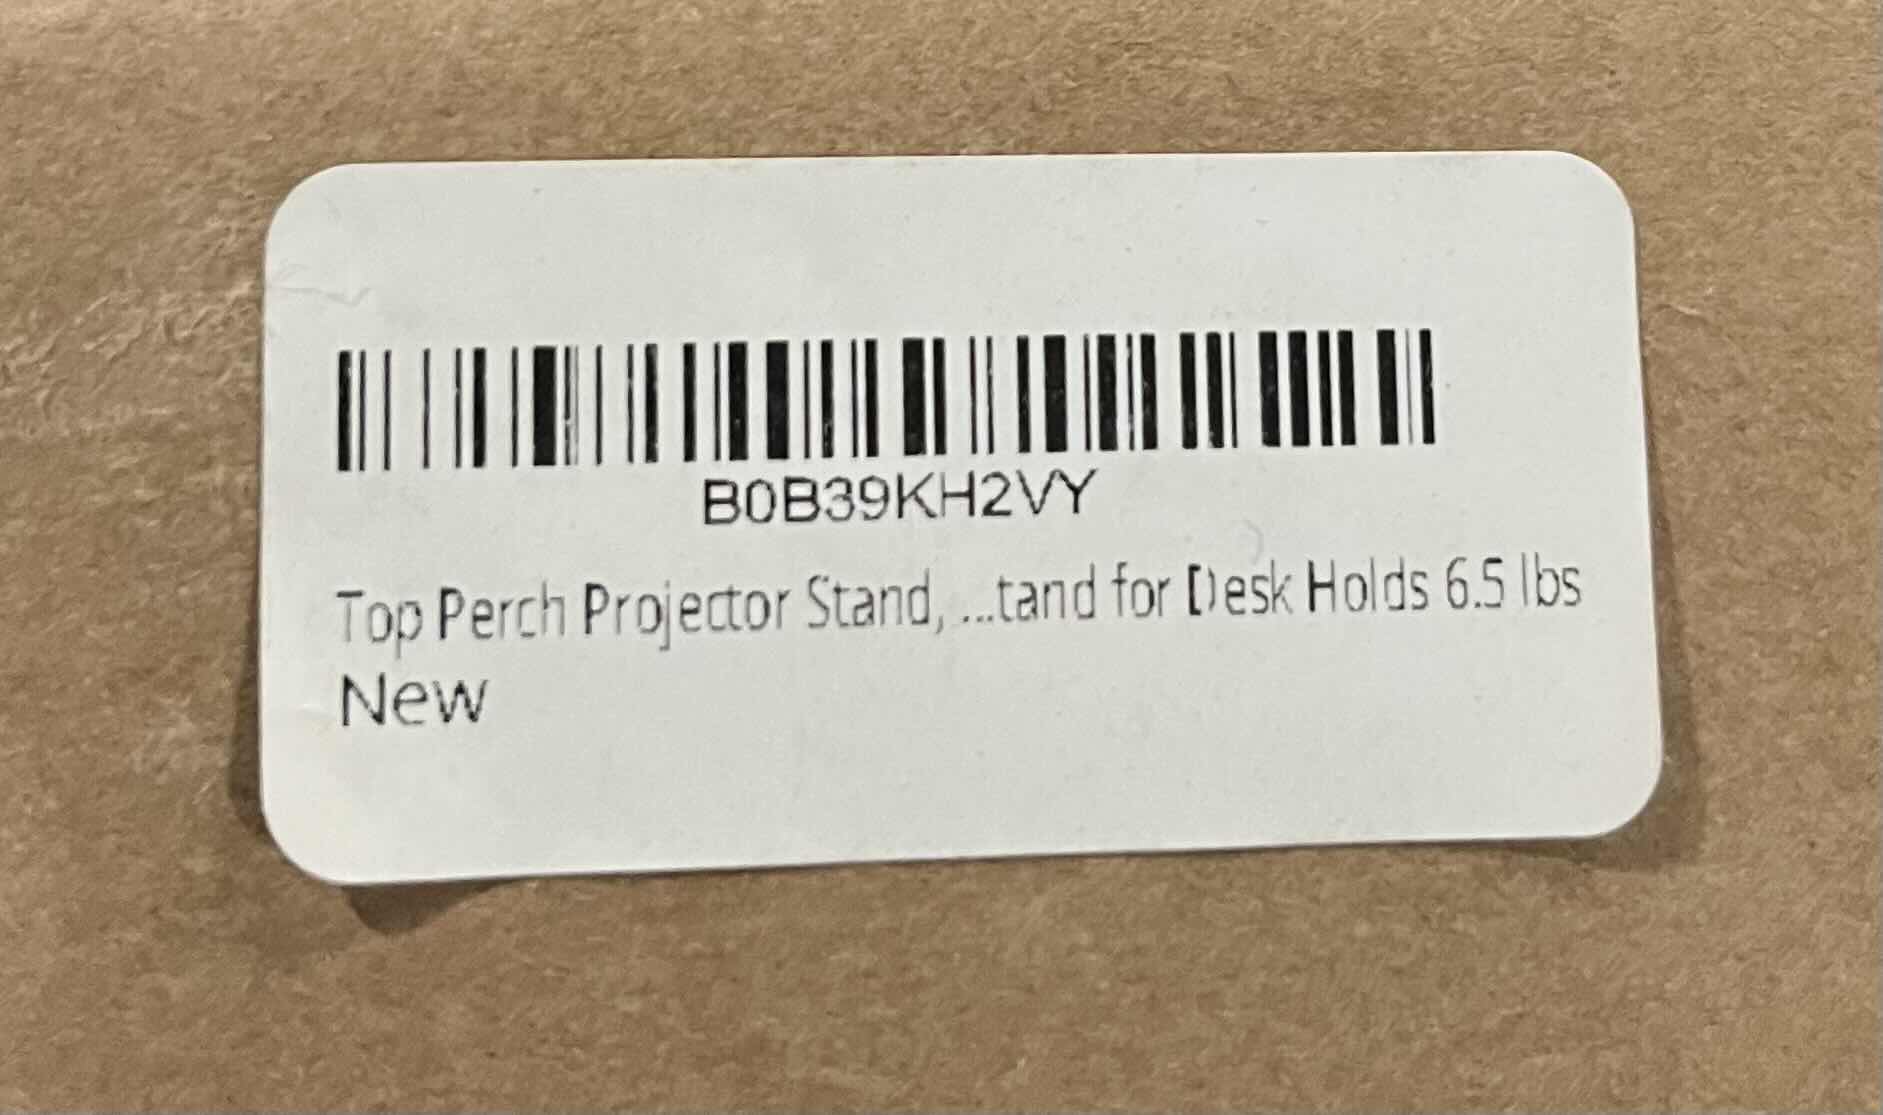 B0B39KH2VY
Top Perch Projector Stand, ...tand for Desk Holds 6.5 lbs
New